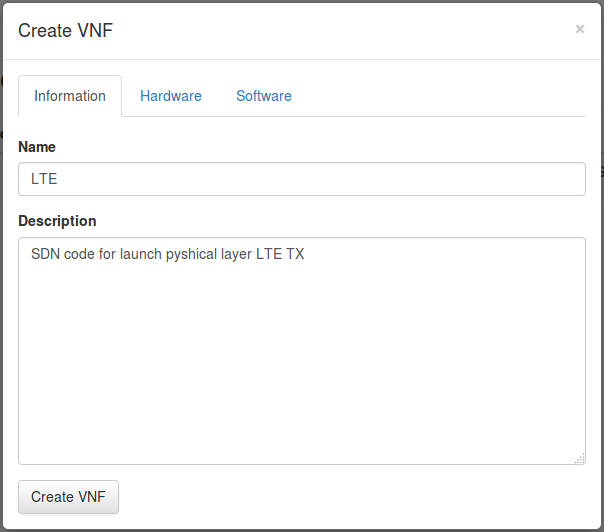 Create VNF
×
Information Hardware Software
Name
LTE
Description
SDN code for launch pyshical layer LTE TX
Create VNF